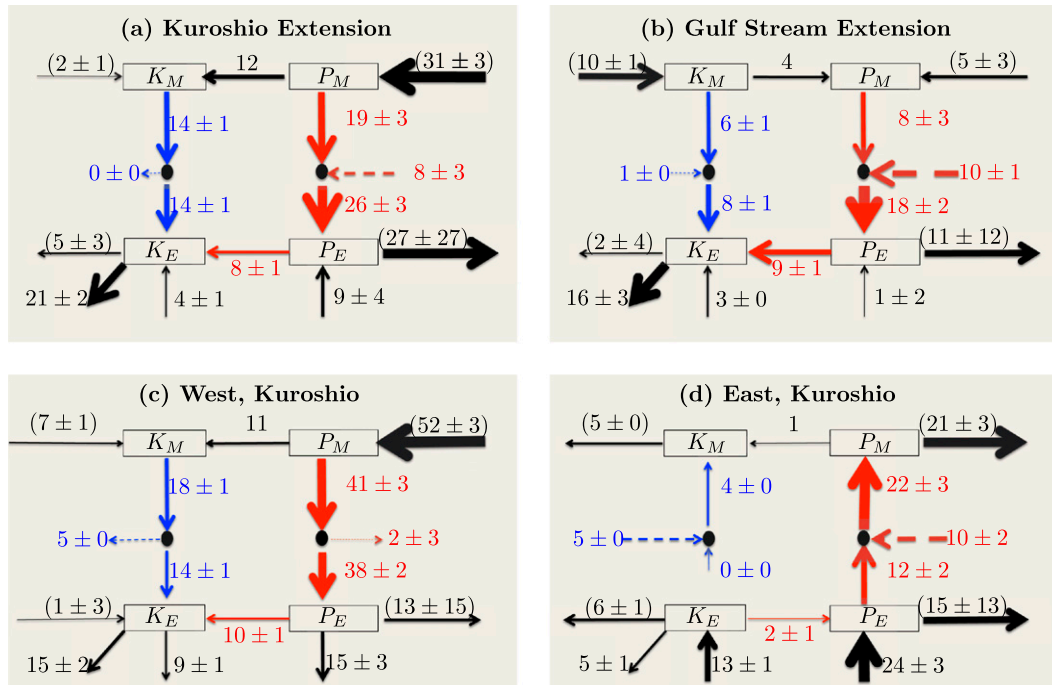 (a) Kuroshio Extension
(2 ± 1) K_M 12 P_M (31 ± 3)
14 ± 1 19 ± 3
0 ± 0 8 ± 3
14 ± 1 26 ± 3
(5 ± 3) K_E 8 ± 1 P_E (27 ± 27)
21 ± 2 4 ± 1 9 ± 4
(b) Gulf Stream Extension
(10 ± 1) K_M 4 P_M (5 ± 3)
6 ± 1 8 ± 3
1 ± 0 10 ± 1
8 ± 1 18 ± 2
(2 ± 4) K_E 9 ± 1 P_E (11 ± 12)
16 ± 3 3 ± 0 1 ± 2
(c) West, Kuroshio
(7 ± 1) K_M 11 P_M (52 ± 3)
18 ± 1 41 ± 3
5 ± 0 2 ± 3
14 ± 1 38 ± 2
(1 ± 3) K_E 10 ± 1 P_E (13 ± 15)
15 ± 2 9 ± 1 15 ± 3
(d) East, Kuroshio
(5 ± 0) K_M 1 P_M (21 ± 3)
4 ± 0 22 ± 3
5 ± 0 10 ± 2
0 ± 0 12 ± 2
(6 ± 1) K_E 2 ± 1 P_E (15 ± 13)
5 ± 1 13 ± 1 24 ± 3